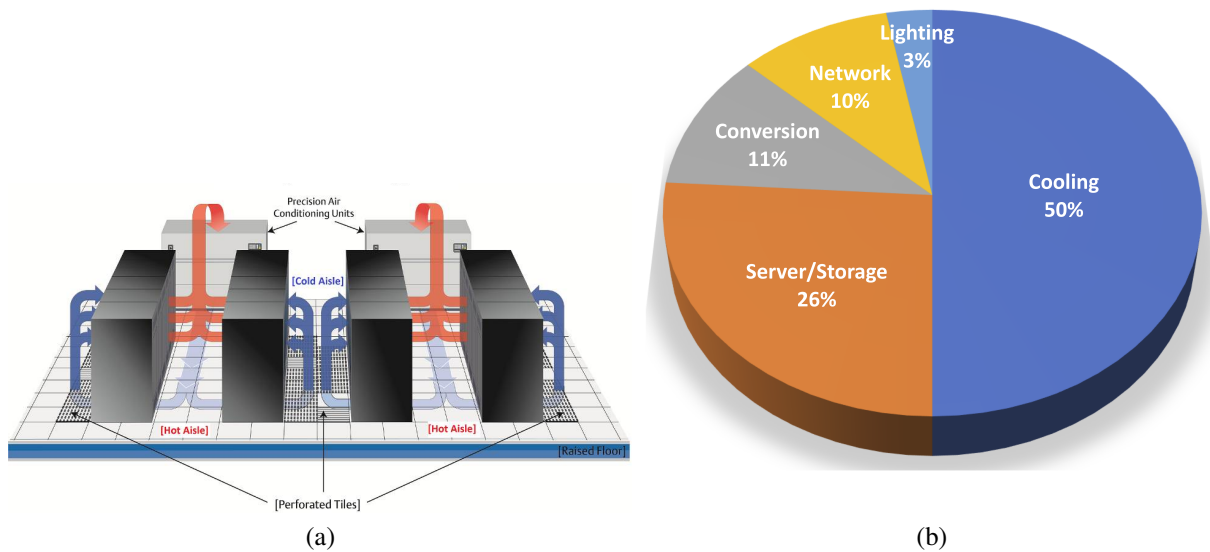 Precision Air
Conditioning Units
[Cold Aisle]
[Hot Aisle]
[Hot Aisle]
[Raised Floor]
[Perforated Tiles]
(a)
Lighting
3%
Network
10%
Conversion
11%
Cooling
50%
Server/Storage
26%
(b)